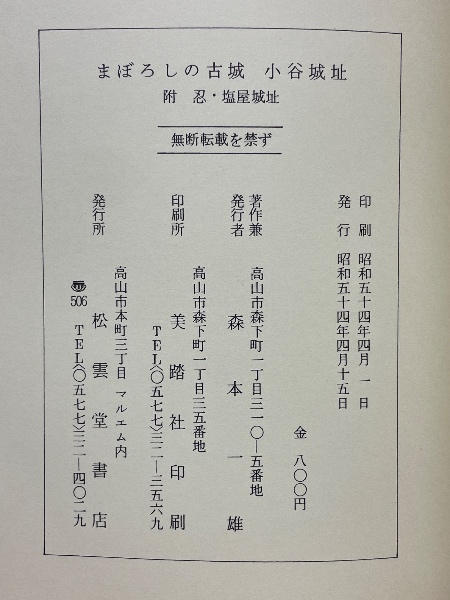 まぼろしの古城　小谷城址
附　忍・塩屋城址
無断転載を禁ず
印　刷　昭和五十四年四月　一　日
発　行　昭和五十四年四月十五日
金　八〇〇円
著作兼
発行者
高山市森下町一丁目三一〇―五番地
森　本　一　雄
印刷所
高山市森下町一丁目三五番地
美　踏　社　印　刷
TEL(〇五七七)三二―三五六九
発行所
高山市本町三丁目　マルエム内
松　雲　堂　書　店
506　TEL(〇五七七)三二―四〇二九